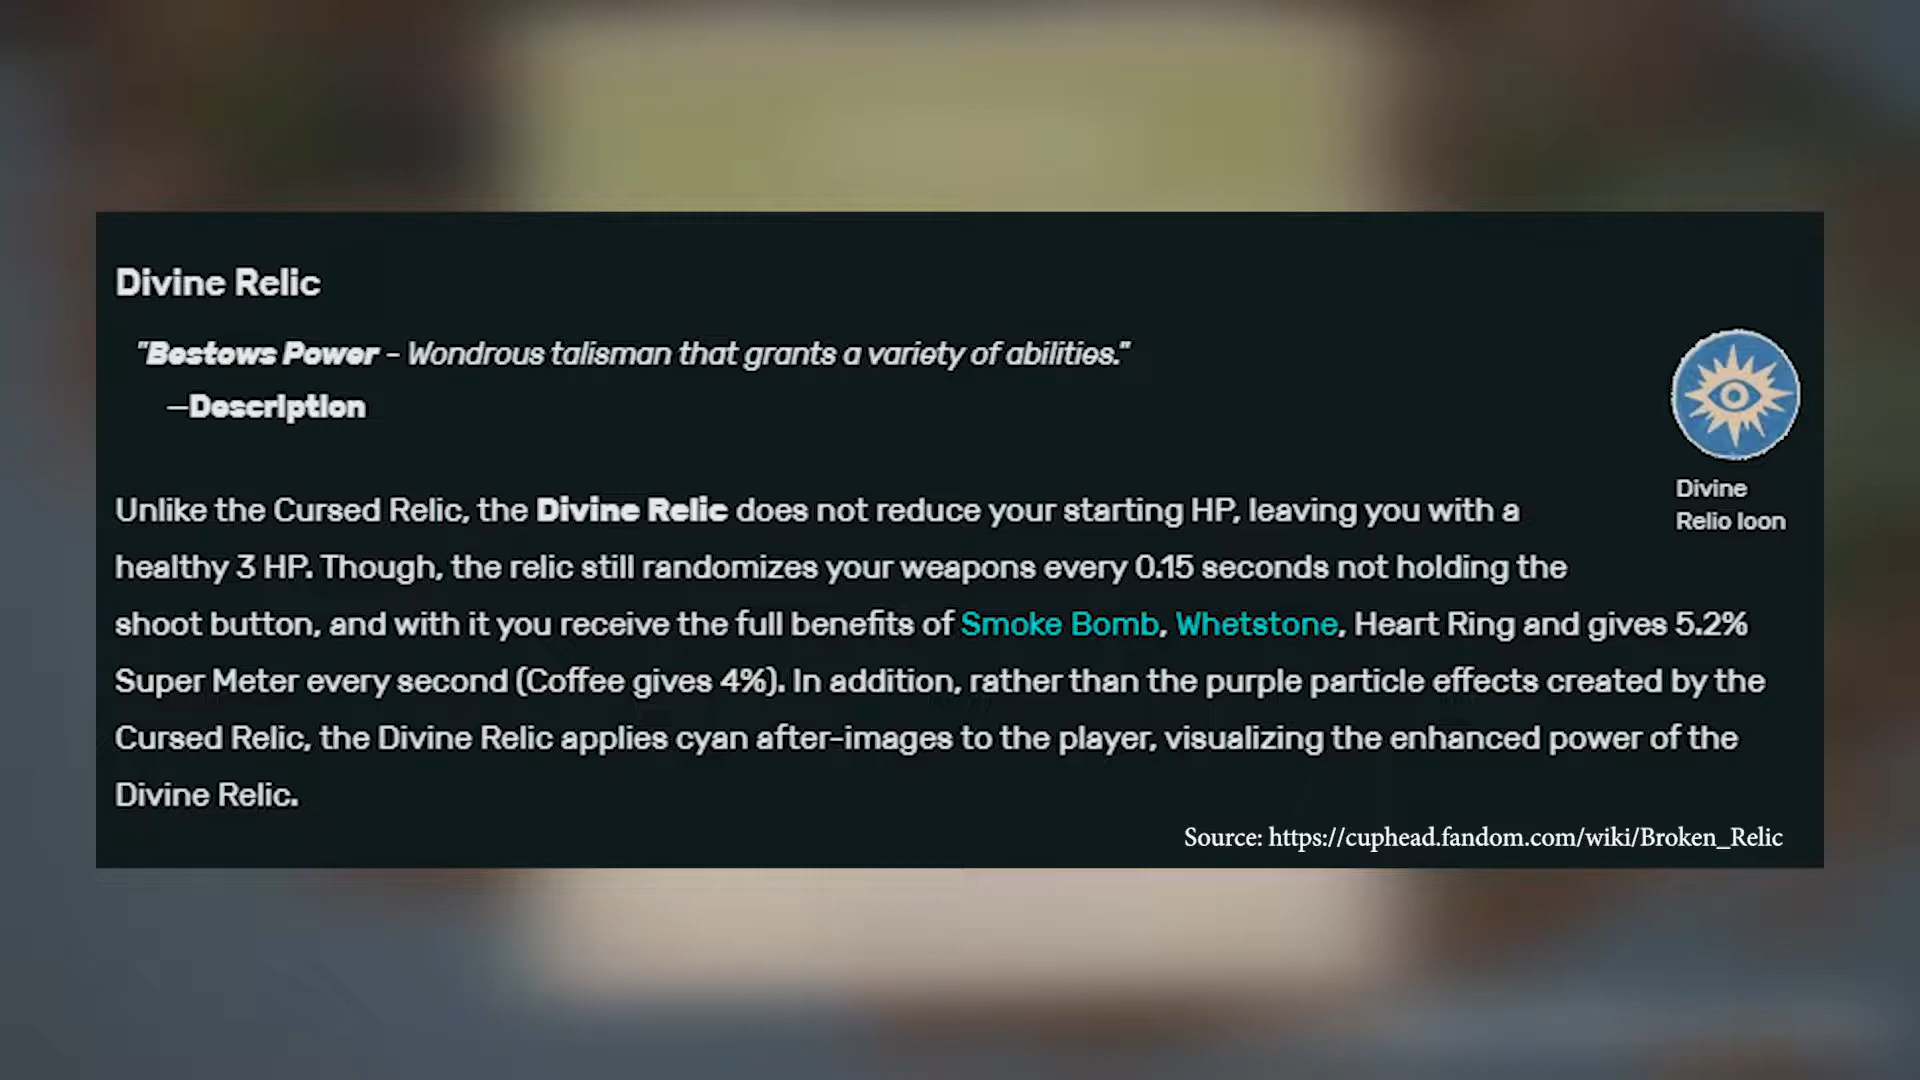 Divine Relic
"Bestows Power - Wondrous talisman that grants a variety of abilities."
—Description
Divine
Relic Icon
Unlike the Cursed Relic, the Divine Relic does not reduce your starting HP, leaving you with a
healthy 3 HP. Though, the relic still randomizes your weapons every 0.15 seconds not holding the
shoot button, and with it you receive the full benefits of Smoke Bomb, Whetstone, Heart Ring and gives 5.2%
Super Meter every second (Coffee gives 4%). In addition, rather than the purple particle effects created by the
Cursed Relic, the Divine Relic applies cyan after-images to the player, visualizing the enhanced power of the
Divine Relic.
Source: https://cuphead.fandom.com/wiki/Broken_Relic